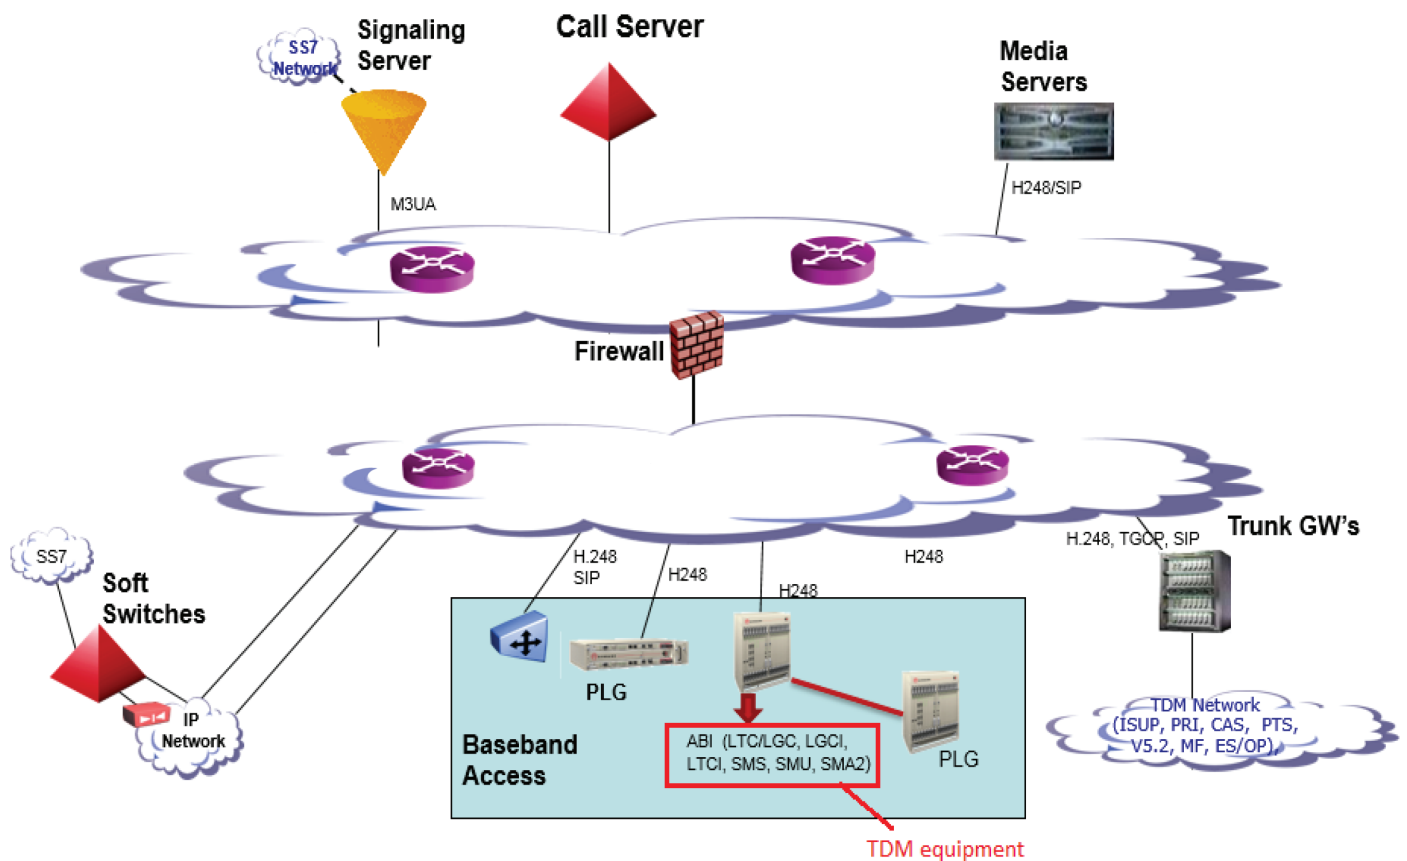 Signaling
Server
SS7
Network
Call Server
Media
Servers
H248/SIP
M3UA
Firewall
SS7
Soft
Switches
IP
Network
H.248
SIP
H248
H248
H248
H.248, TGCP, SIP
Trunk GW's
PLG
PLG
Baseband
Access
ABI (LTC/LGC, LGCI,
LTCI, SMS, SMU, SMA2)
TDM equipment
TDM Network
(ISUP, PRI, CAS, PTS,
V5.2, MF, ES/OP),